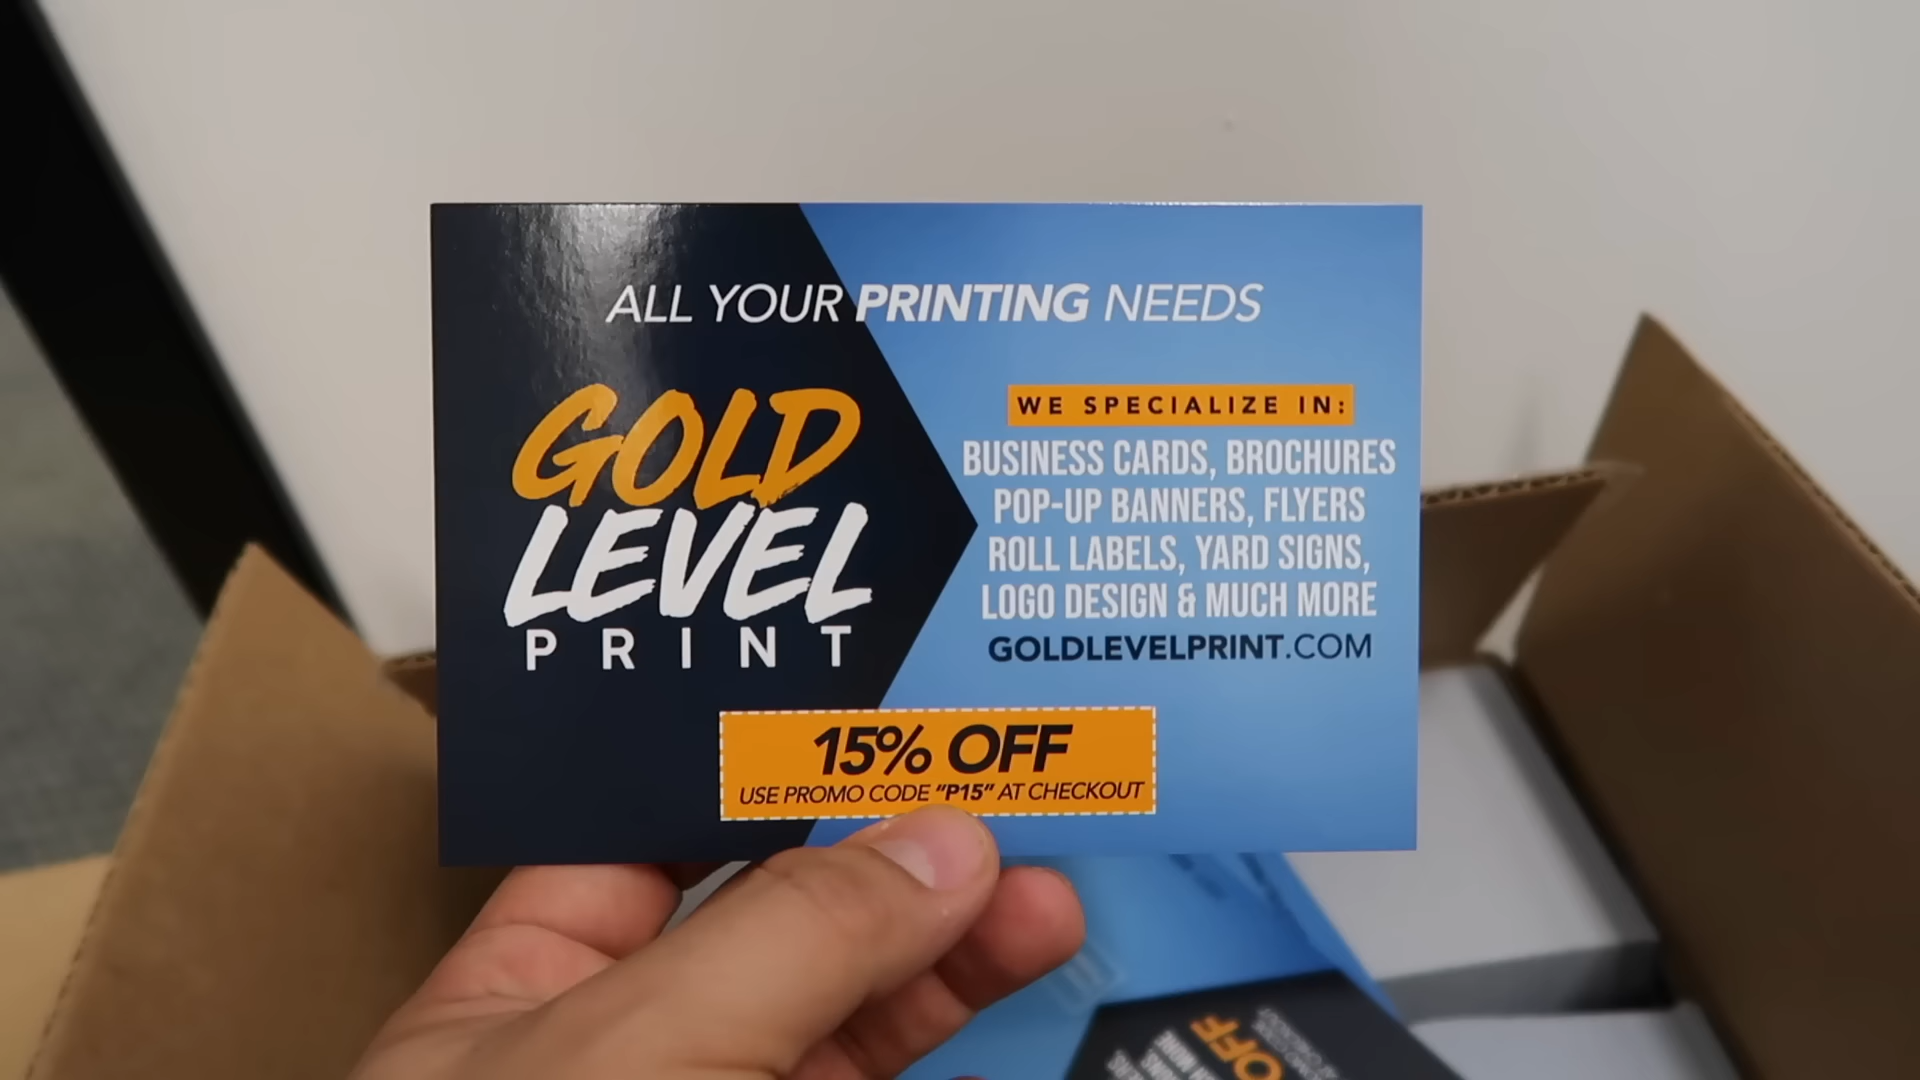 ALL YOUR PRINTING NEEDS
GOLD
LEVEL
PRINT
WE SPECIALIZE IN:
BUSINESS CARDS, BROCHURES
POP-UP BANNERS, FLYERS
ROLL LABELS, YARD SIGNS,
LOGO DESIGN & MUCH MORE
GOLDLEVELPRINT.COM
15% OFF
USE PROMO CODE "P15" AT CHECKOUT
OFF